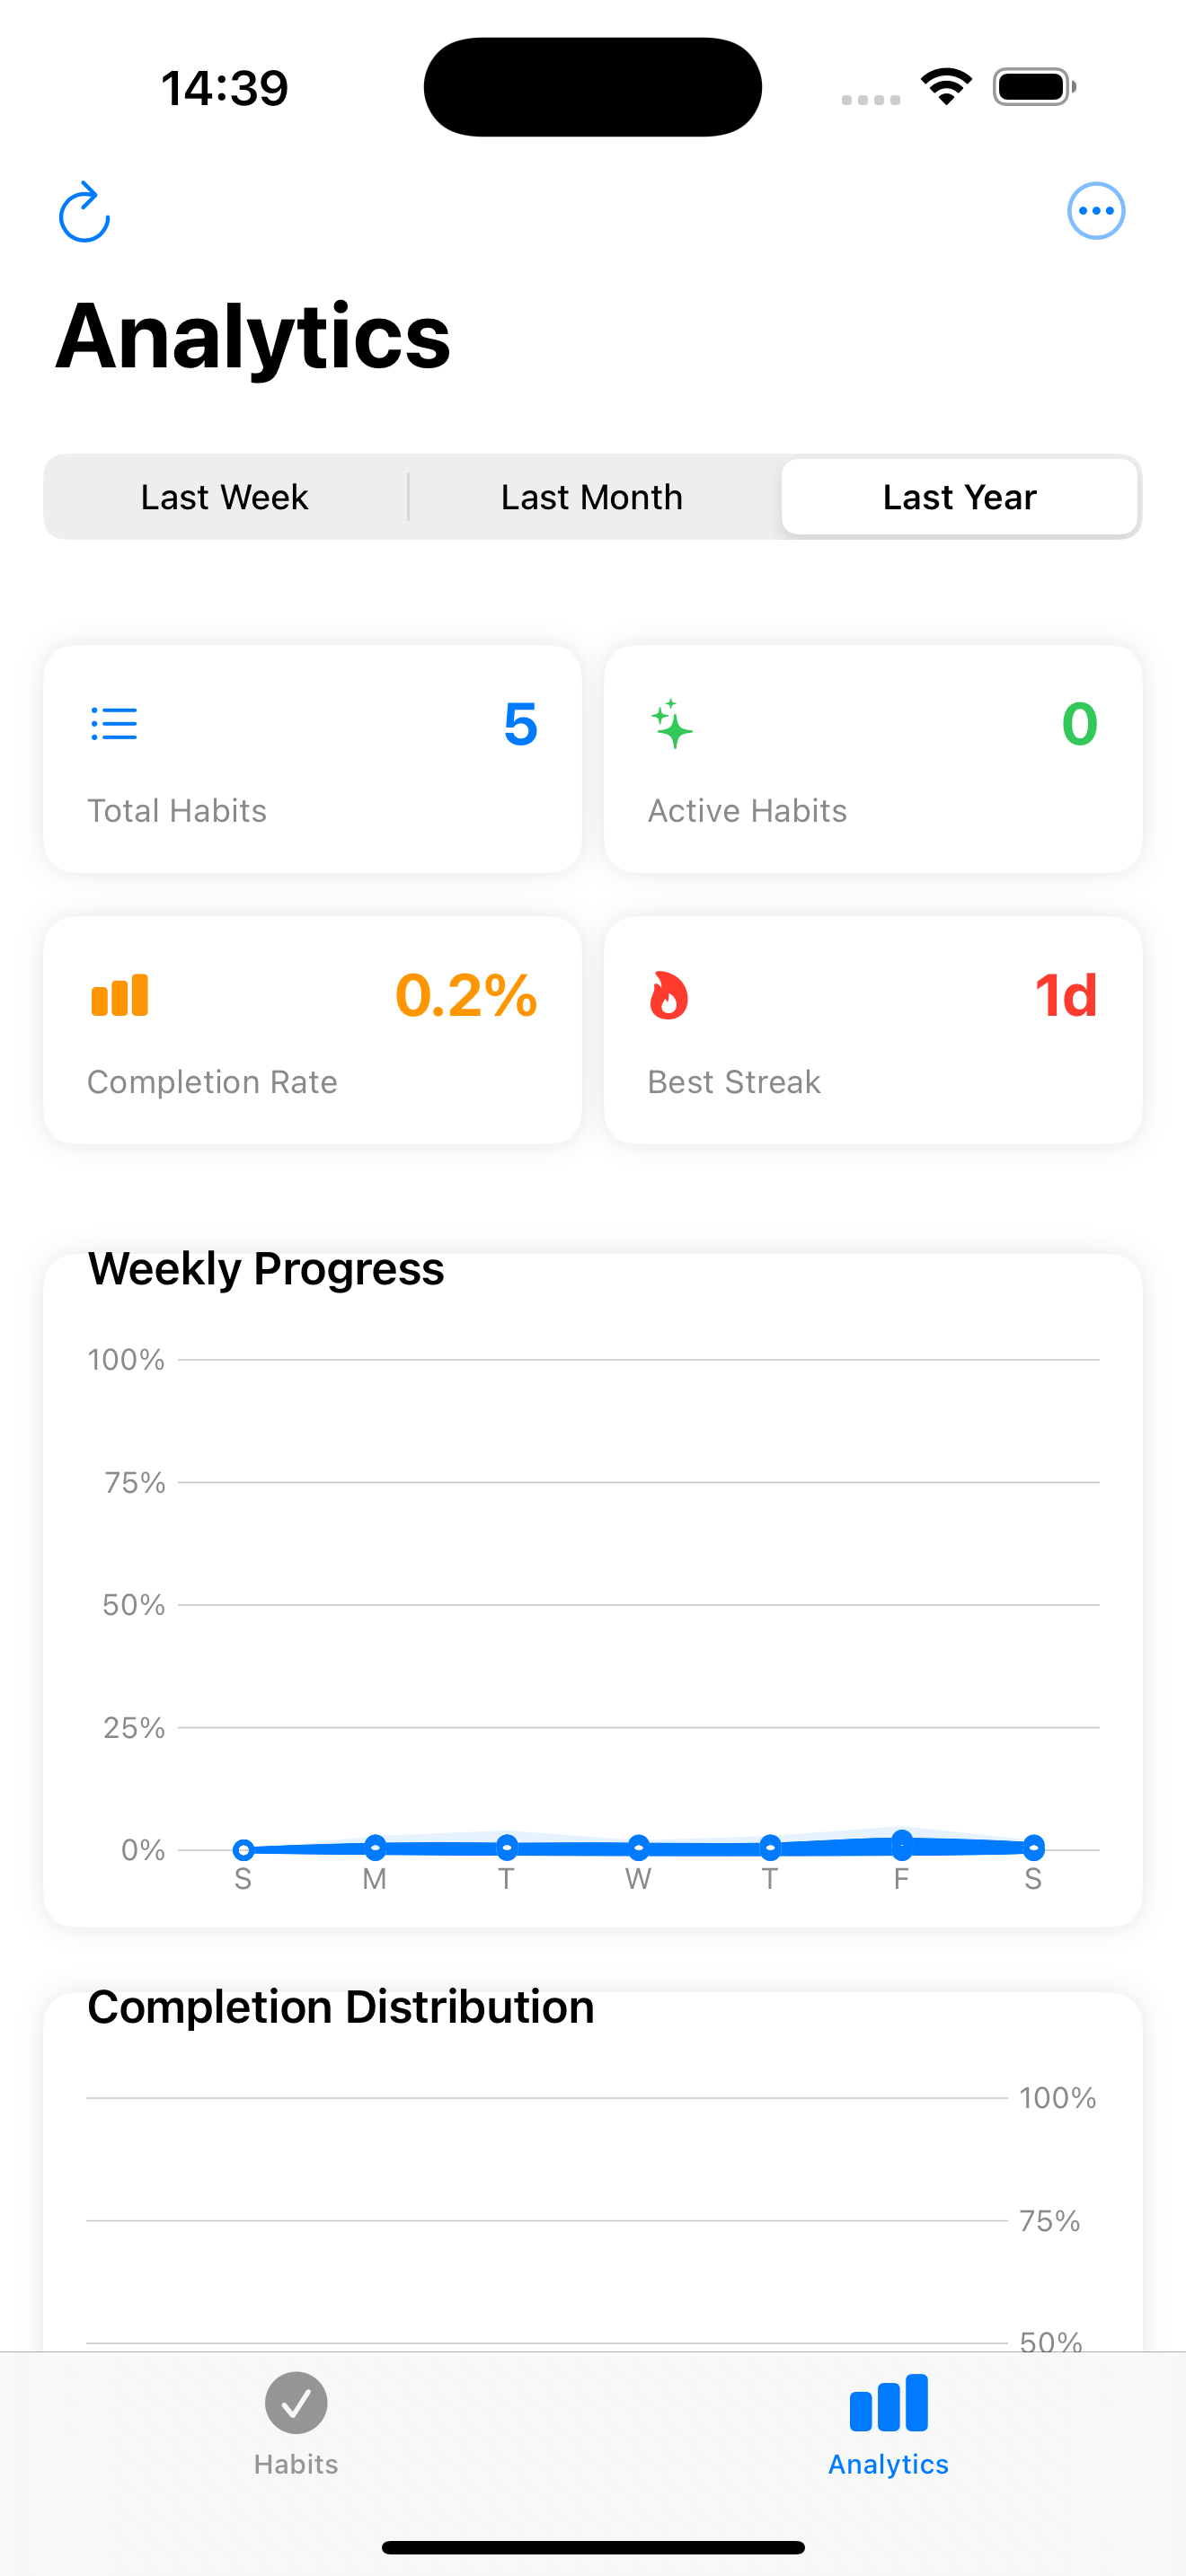 14:39
Analytics
Last Week Last Month Last Year
5 0
Total Habits Active Habits
0.2% 1d
Completion Rate Best Streak
Weekly Progress
100%
75%
50%
25%
0%
S M T W T F S
Completion Distribution
100%
75%
50%
Habits Analytics